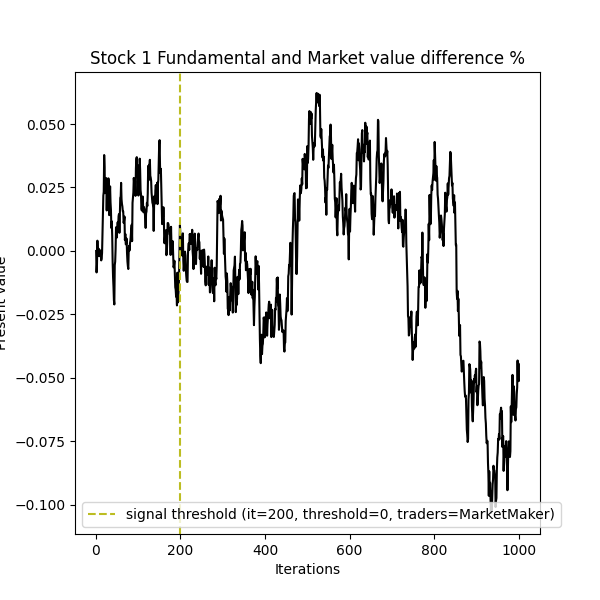 Stock 1 Fundamental and Market value difference %
0.050
0.025
0.000
−0.025
−0.050
−0.075
−0.100
Present value
signal threshold (it=200, threshold=0, traders=MarketMaker)
0 200 400 600 800 1000
Iterations